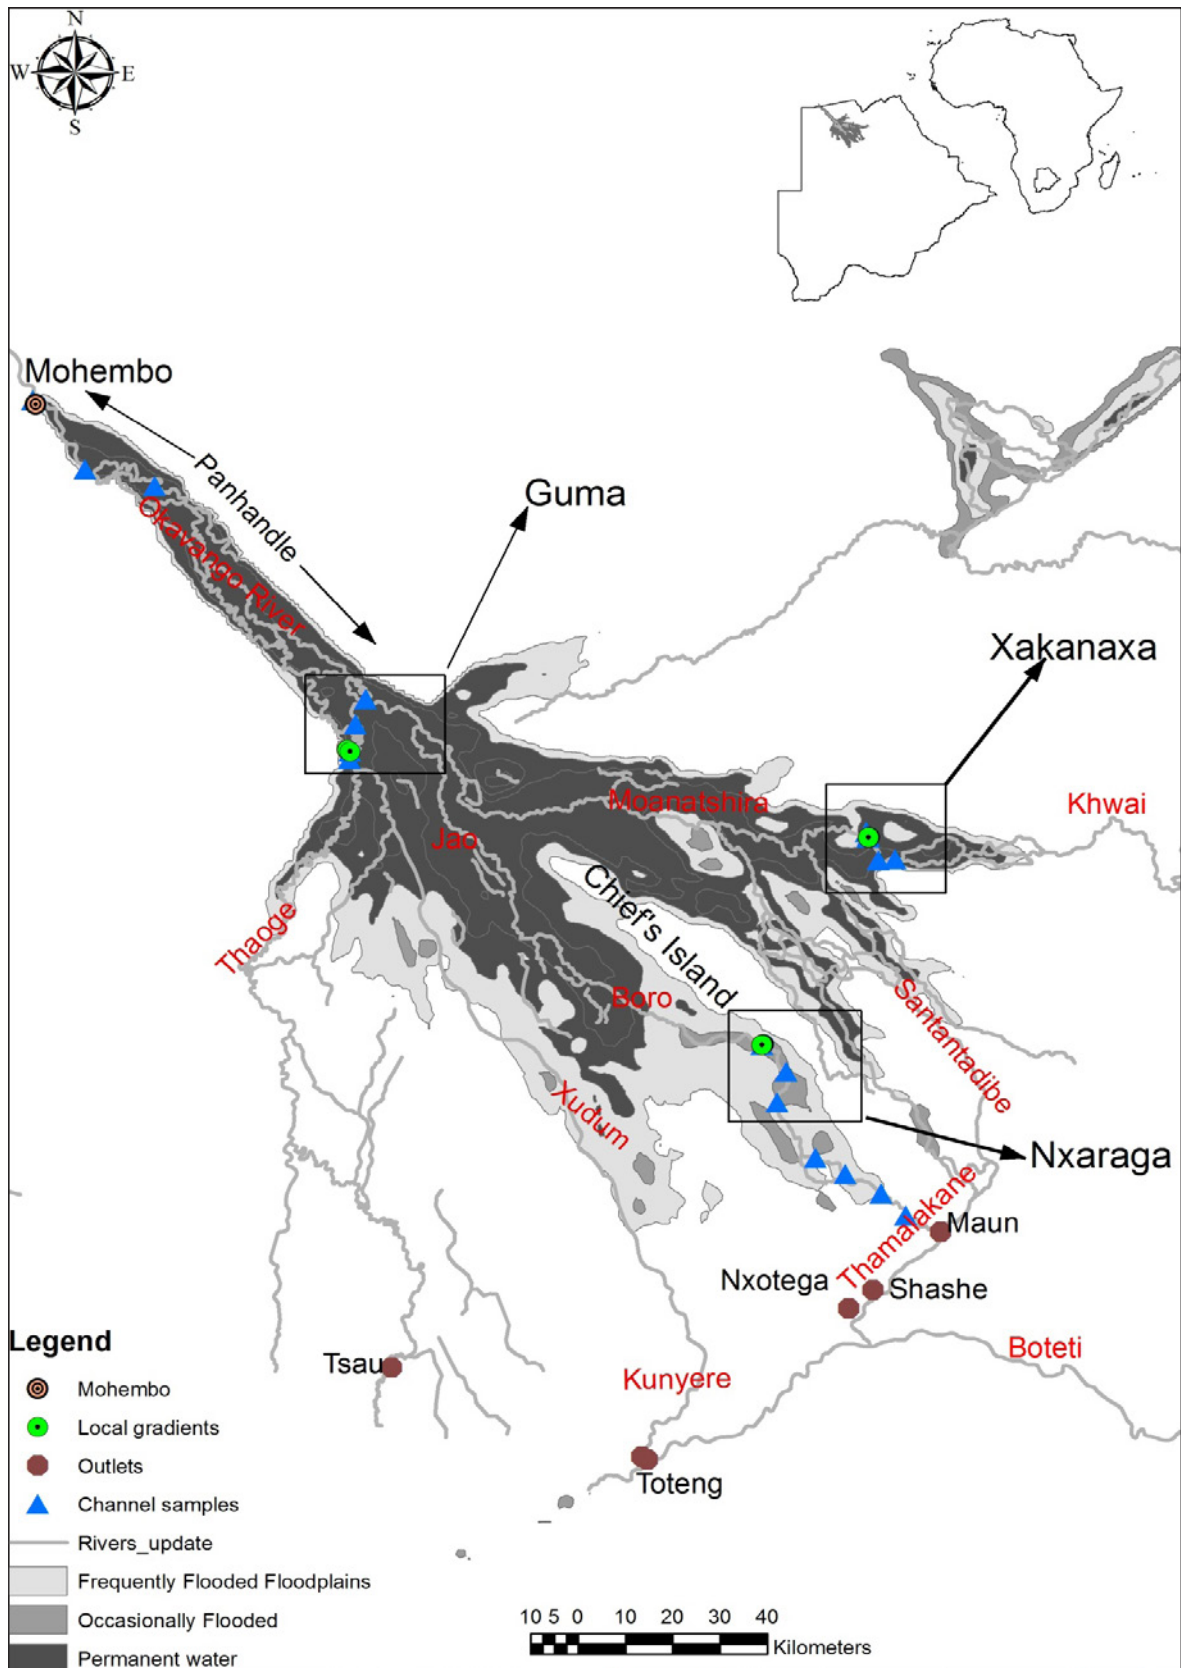 N
W E
S
Mohembo
Panhandle
Guma
Okavango River
Xakanaxa
Moanatshira
Khwai
Jao
Chief's Island
Thaoge
Boro
Santantadibe
Xudum
Nxaraga
Thamalakane
Maun
Nxotega
Shashe
Boteti
Tsau
Kunyere
Toteng
Legend
Mohembo
Local gradients
Outlets
Channel samples
Rivers_update
Frequently Flooded Floodplains
Occasionally Flooded
Permanent water
10 5 0 10 20 30 40
Kilometers